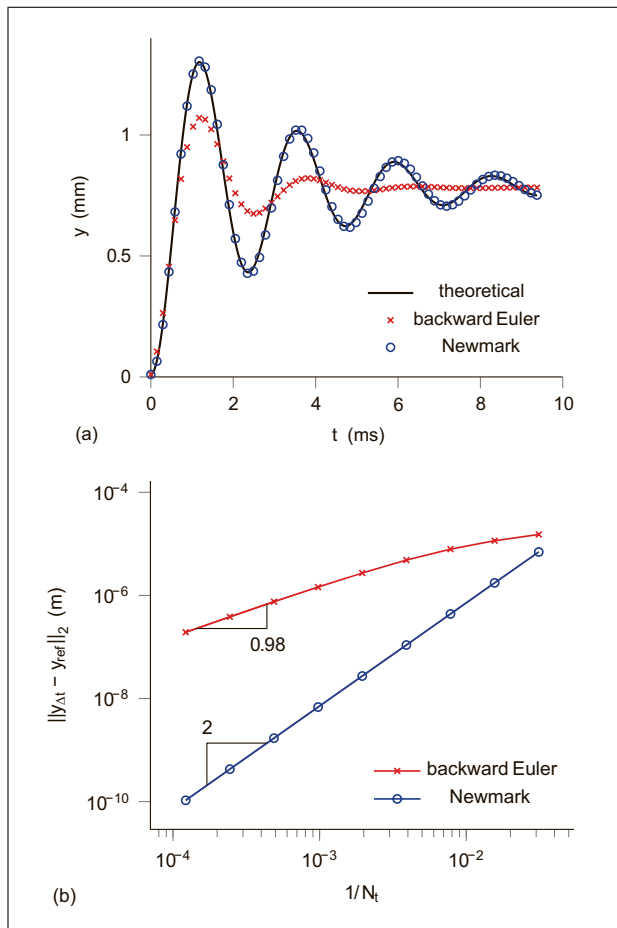 y (mm)
1
0.5
0
theoretical
backward Euler
Newmark
0 2 4 6 8 10
(a)
t (ms)
||y_Δt − y_ref||_2 (m)
10^−4
10^−6
10^−8
10^−10
0.98
2
backward Euler
Newmark
10^−4 10^−3 10^−2
(b)
1/N_t